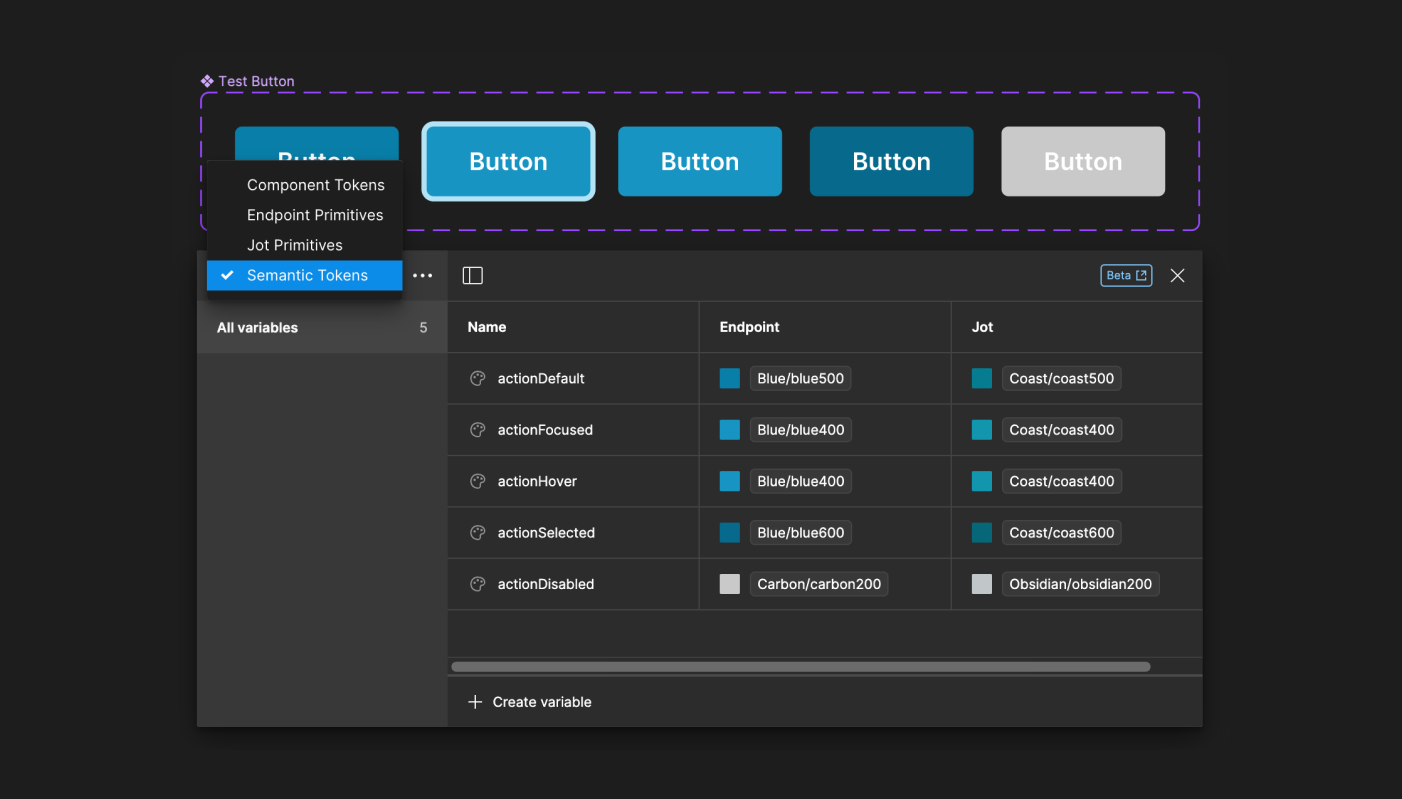 Test Button
Button Button Button Button Button
Component Tokens
Endpoint Primitives
Jot Primitives
Semantic Tokens
Beta
All variables 5
Name Endpoint Jot
actionDefault Blue/blue500 Coast/coast500
actionFocused Blue/blue400 Coast/coast400
actionHover Blue/blue400 Coast/coast400
actionSelected Blue/blue600 Coast/coast600
actionDisabled Carbon/carbon200 Obsidian/obsidian200
Create variable